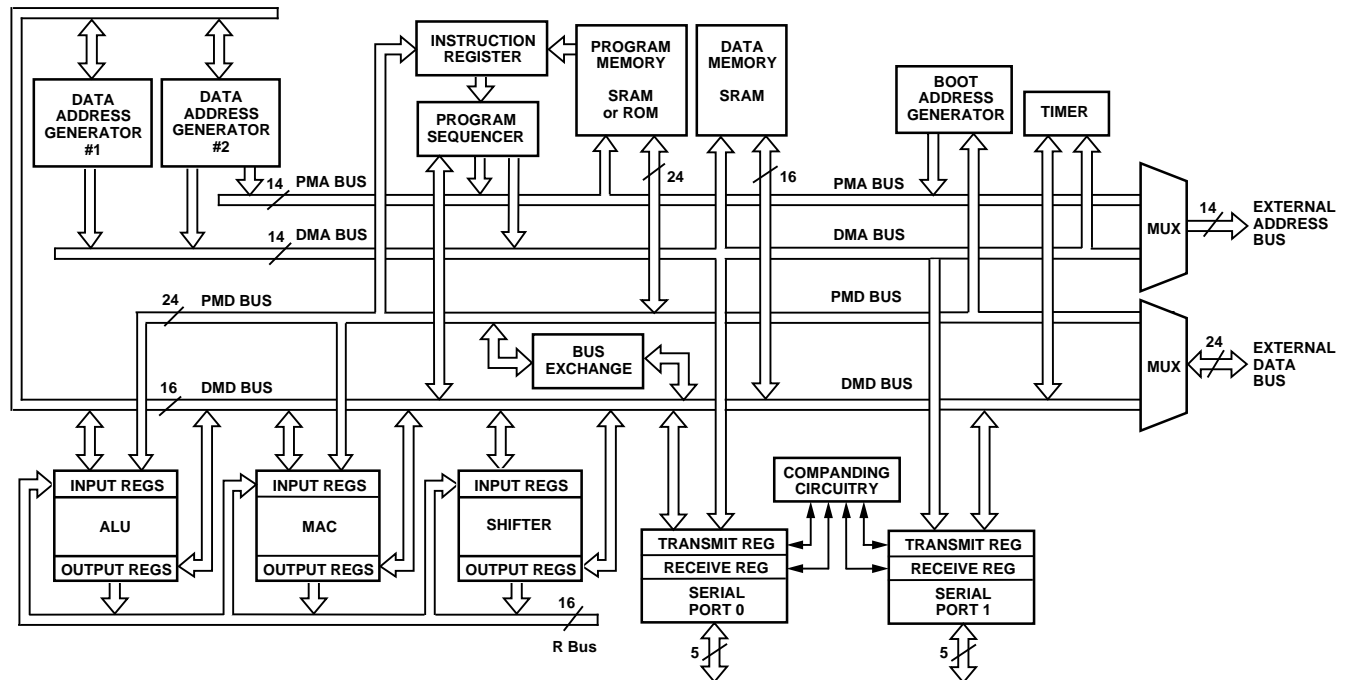 INSTRUCTION
REGISTER
PROGRAM
MEMORY
SRAM
or ROM
DATA
MEMORY
SRAM
BOOT
ADDRESS
GENERATOR
TIMER
DATA
ADDRESS
GENERATOR
#1
DATA
ADDRESS
GENERATOR
#2
PROGRAM
SEQUENCER
14
PMA BUS
24
16
PMA BUS
MUX
14
EXTERNAL
ADDRESS
BUS
14
DMA BUS
DMA BUS
24
PMD BUS
PMD BUS
BUS
EXCHANGE
MUX
24
EXTERNAL
DATA
BUS
16
DMD BUS
DMD BUS
INPUT REGS
ALU
OUTPUT REGS
INPUT REGS
MAC
OUTPUT REGS
INPUT REGS
SHIFTER
OUTPUT REGS
16
R Bus
COMPANDING
CIRCUITRY
TRANSMIT REG
RECEIVE REG
SERIAL
PORT 0
5
TRANSMIT REG
RECEIVE REG
SERIAL
PORT 1
5